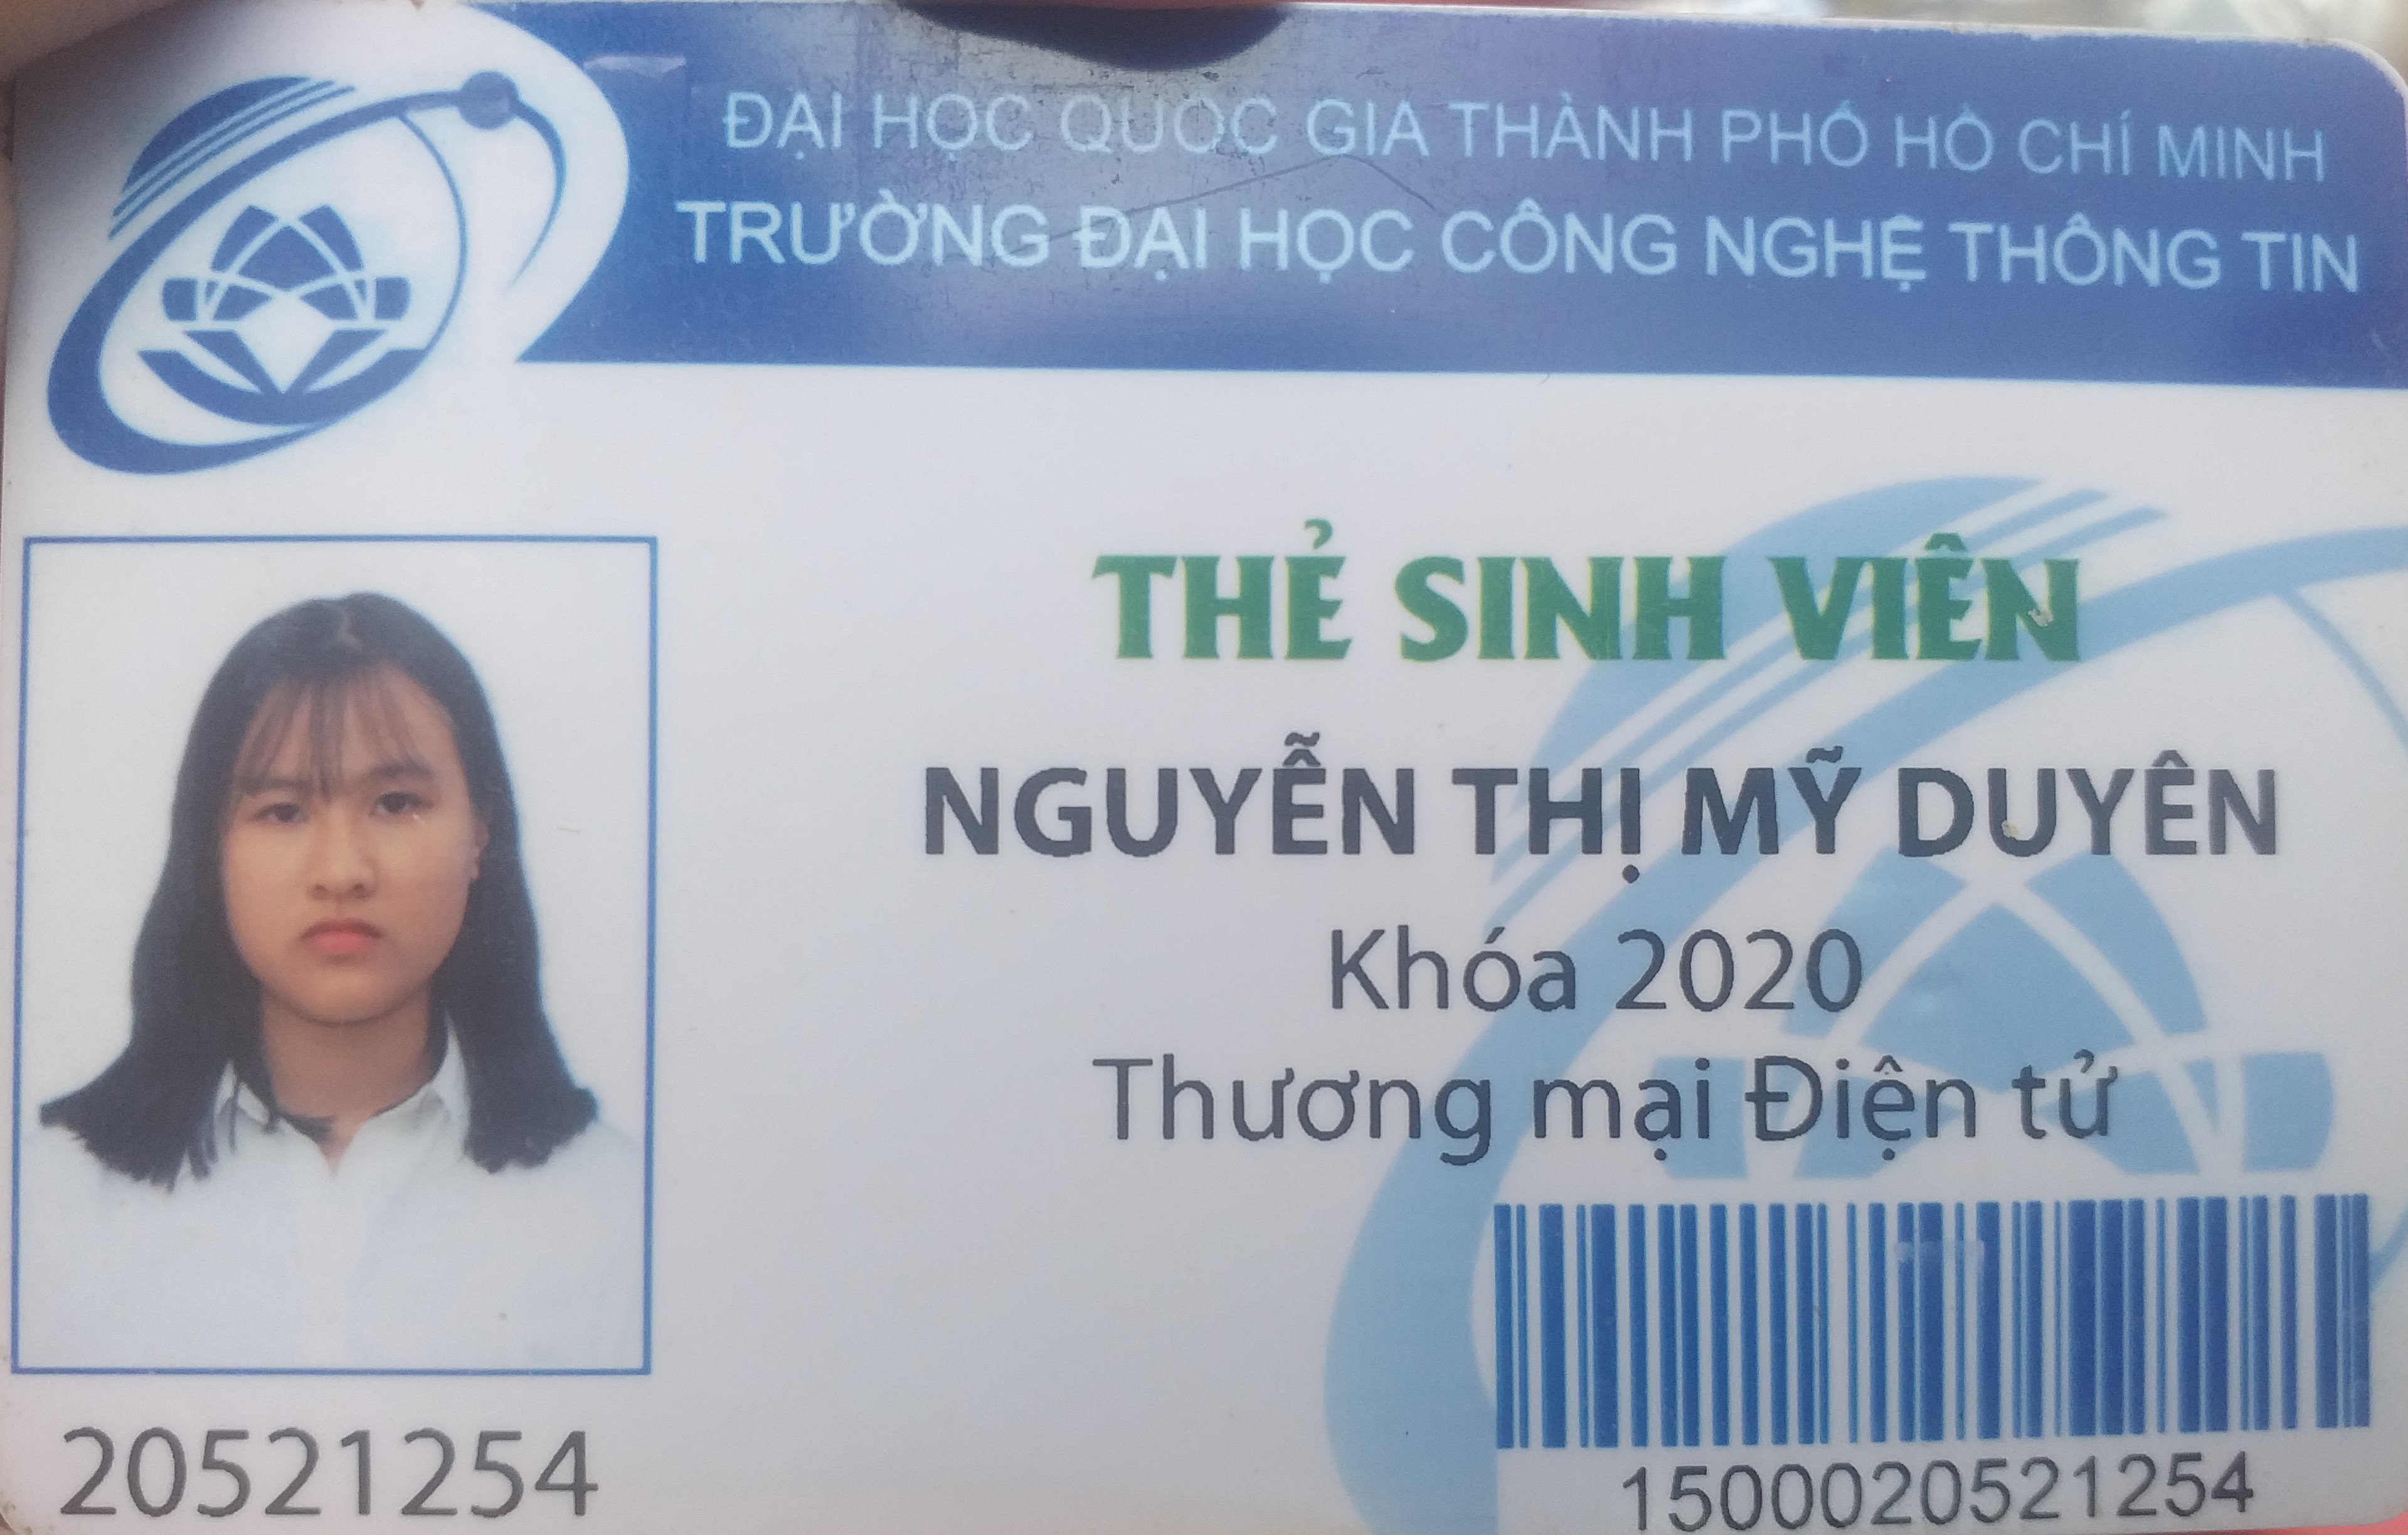 ĐẠI HỌC QUỐC GIA THÀNH PHỐ HỒ CHÍ MINH
TRƯỜNG ĐẠI HỌC CÔNG NGHỆ THÔNG TIN
THẺ SINH VIÊN
NGUYỄN THỊ MỸ DUYÊN
Khóa 2020
Thương mại Điện tử
20521254
1500020521254